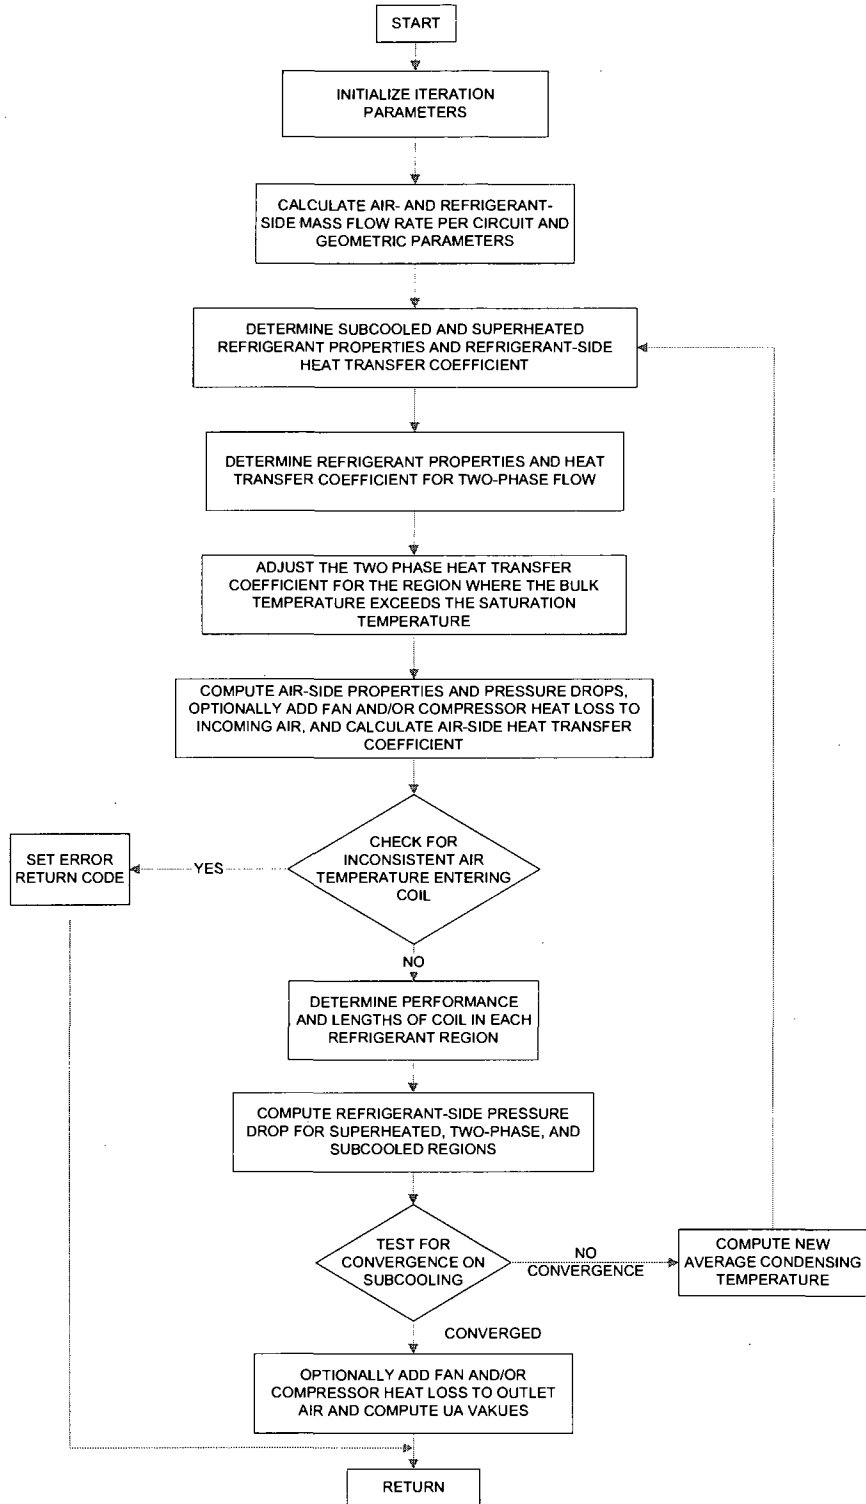 START
INITIALIZE ITERATION
PARAMETERS
CALCULATE AIR- AND REFRIGERANT-
SIDE MASS FLOW RATE PER CIRCUIT AND
GEOMETRIC PARAMETERS
DETERMINE SUBCOOLED AND SUPERHEATED
REFRIGERANT PROPERTIES AND REFRIGERANT-SIDE
HEAT TRANSFER COEFFICIENT
DETERMINE REFRIGERANT PROPERTIES AND HEAT
TRANSFER COEFFICIENT FOR TWO-PHASE FLOW
ADJUST THE TWO PHASE HEAT TRANSFER
COEFFICIENT FOR THE REGION WHERE THE BULK
TEMPERATURE EXCEEDS THE SATURATION
TEMPERATURE
COMPUTE AIR-SIDE PROPERTIES AND PRESSURE DROPS,
OPTIONALLY ADD FAN AND/OR COMPRESSOR HEAT LOSS TO
INCOMING AIR, AND CALCULATE AIR-SIDE HEAT TRANSFER
COEFFICIENT
CHECK FOR
INCONSISTENT AIR
TEMPERATURE ENTERING
COIL
YES
SET ERROR
RETURN CODE
NO
DETERMINE PERFORMANCE
AND LENGTHS OF COIL IN EACH
REFRIGERANT REGION
COMPUTE REFRIGERANT-SIDE PRESSURE
DROP FOR SUPERHEATED, TWO-PHASE, AND
SUBCOOLED REGIONS
TEST FOR
CONVERGENCE ON
SUBCOOLING
NO
CONVERGENCE
COMPUTE NEW
AVERAGE CONDENSING
TEMPERATURE
CONVERGED
OPTIONALLY ADD FAN AND/OR
COMPRESSOR HEAT LOSS TO OUTLET
AIR AND COMPUTE UA VAKUES
RETURN